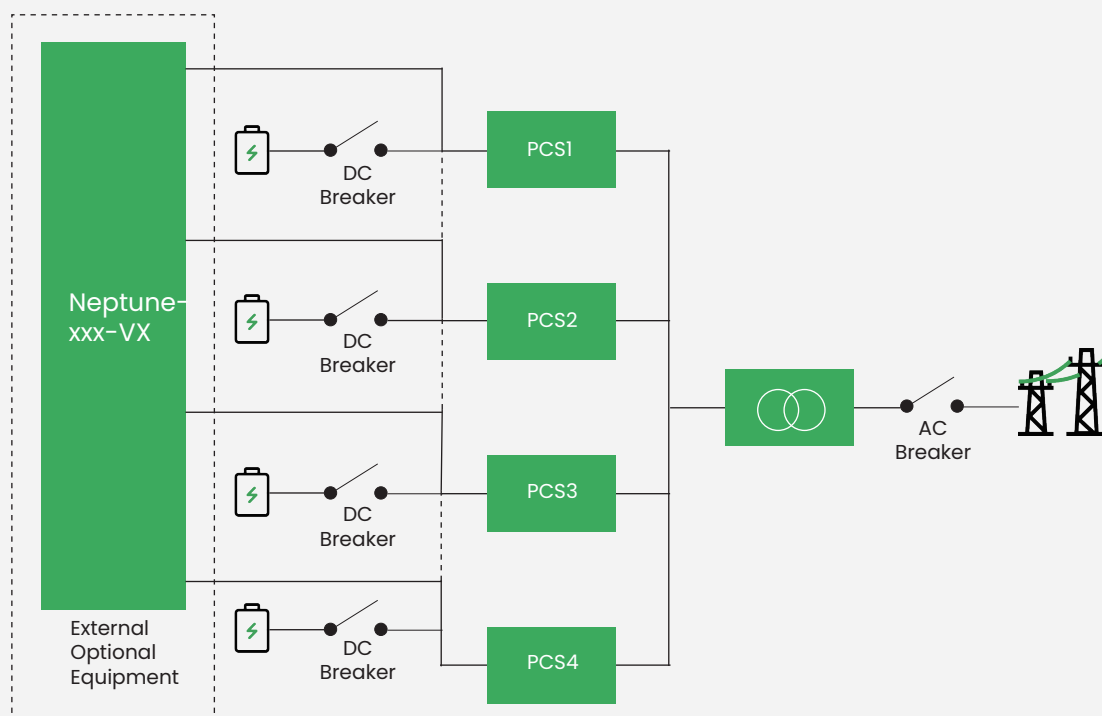 PCS1
DC
Breaker
Neptune-
xxx-VX
PCS2
DC
Breaker
AC
Breaker
PCS3
DC
Breaker
External
Optional
Equipment
DC
Breaker
PCS4